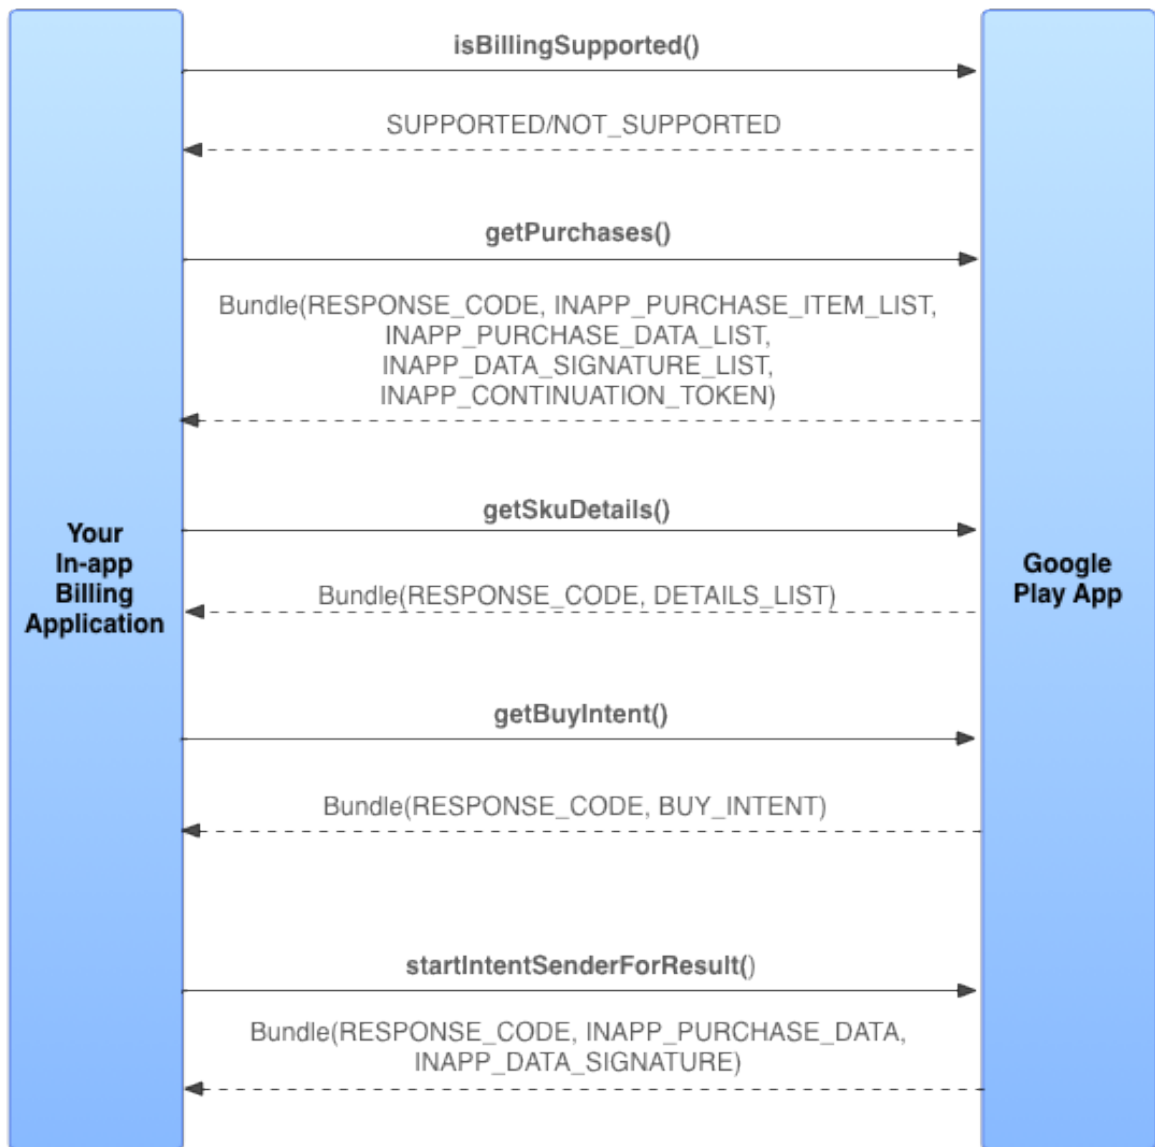 isBillingSupported()
SUPPORTED/NOT_SUPPORTED
getPurchases()
Bundle(RESPONSE_CODE, INAPP_PURCHASE_ITEM_LIST,
INAPP_PURCHASE_DATA_LIST,
INAPP_DATA_SIGNATURE_LIST,
INAPP_CONTINUATION_TOKEN)
getSkuDetails()
Your
In-app
Billing
Application
Google
Play App
Bundle(RESPONSE_CODE, DETAILS_LIST)
getBuyIntent()
Bundle(RESPONSE_CODE, BUY_INTENT)
startIntentSenderForResult()
Bundle(RESPONSE_CODE, INAPP_PURCHASE_DATA,
INAPP_DATA_SIGNATURE)